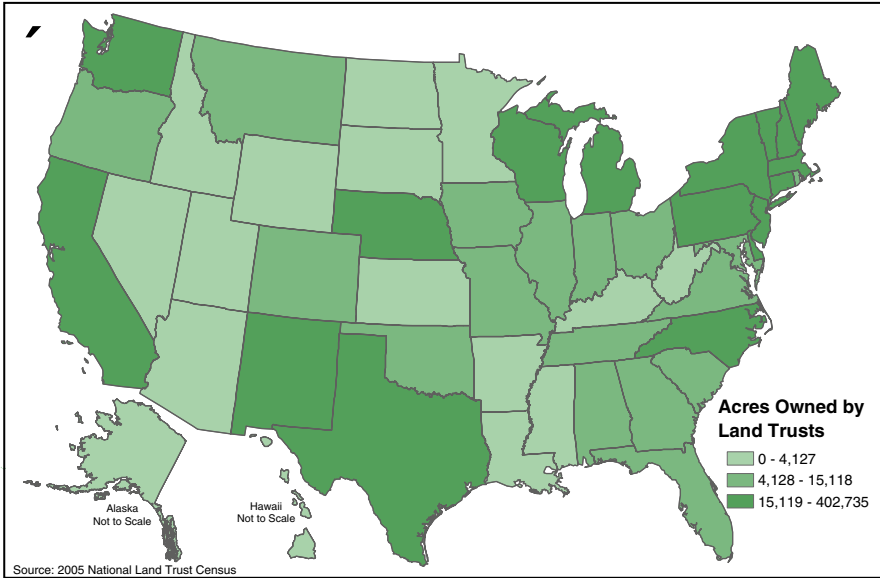 Acres Owned by
Land Trusts
0 - 4,127
4,128 - 15,118
15,119 - 402,735
Alaska
Not to Scale
Hawaii
Not to Scale
Source: 2005 National Land Trust Census